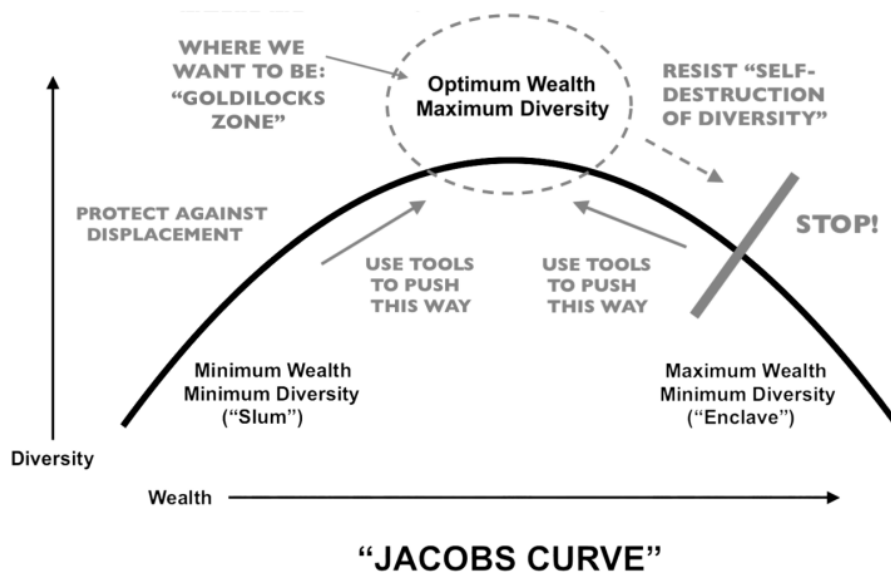 WHERE WE
WANT TO BE:
“GOLDILOCKS
ZONE”
Optimum Wealth
Maximum Diversity
RESIST “SELF-
DESTRUCTION
OF DIVERSITY”
PROTECT AGAINST
DISPLACEMENT
STOP!
USE TOOLS
TO PUSH
THIS WAY
USE TOOLS
TO PUSH
THIS WAY
Minimum Wealth
Minimum Diversity
(“Slum”)
Maximum Wealth
Minimum Diversity
(“Enclave”)
Diversity
Wealth
“JACOBS CURVE”